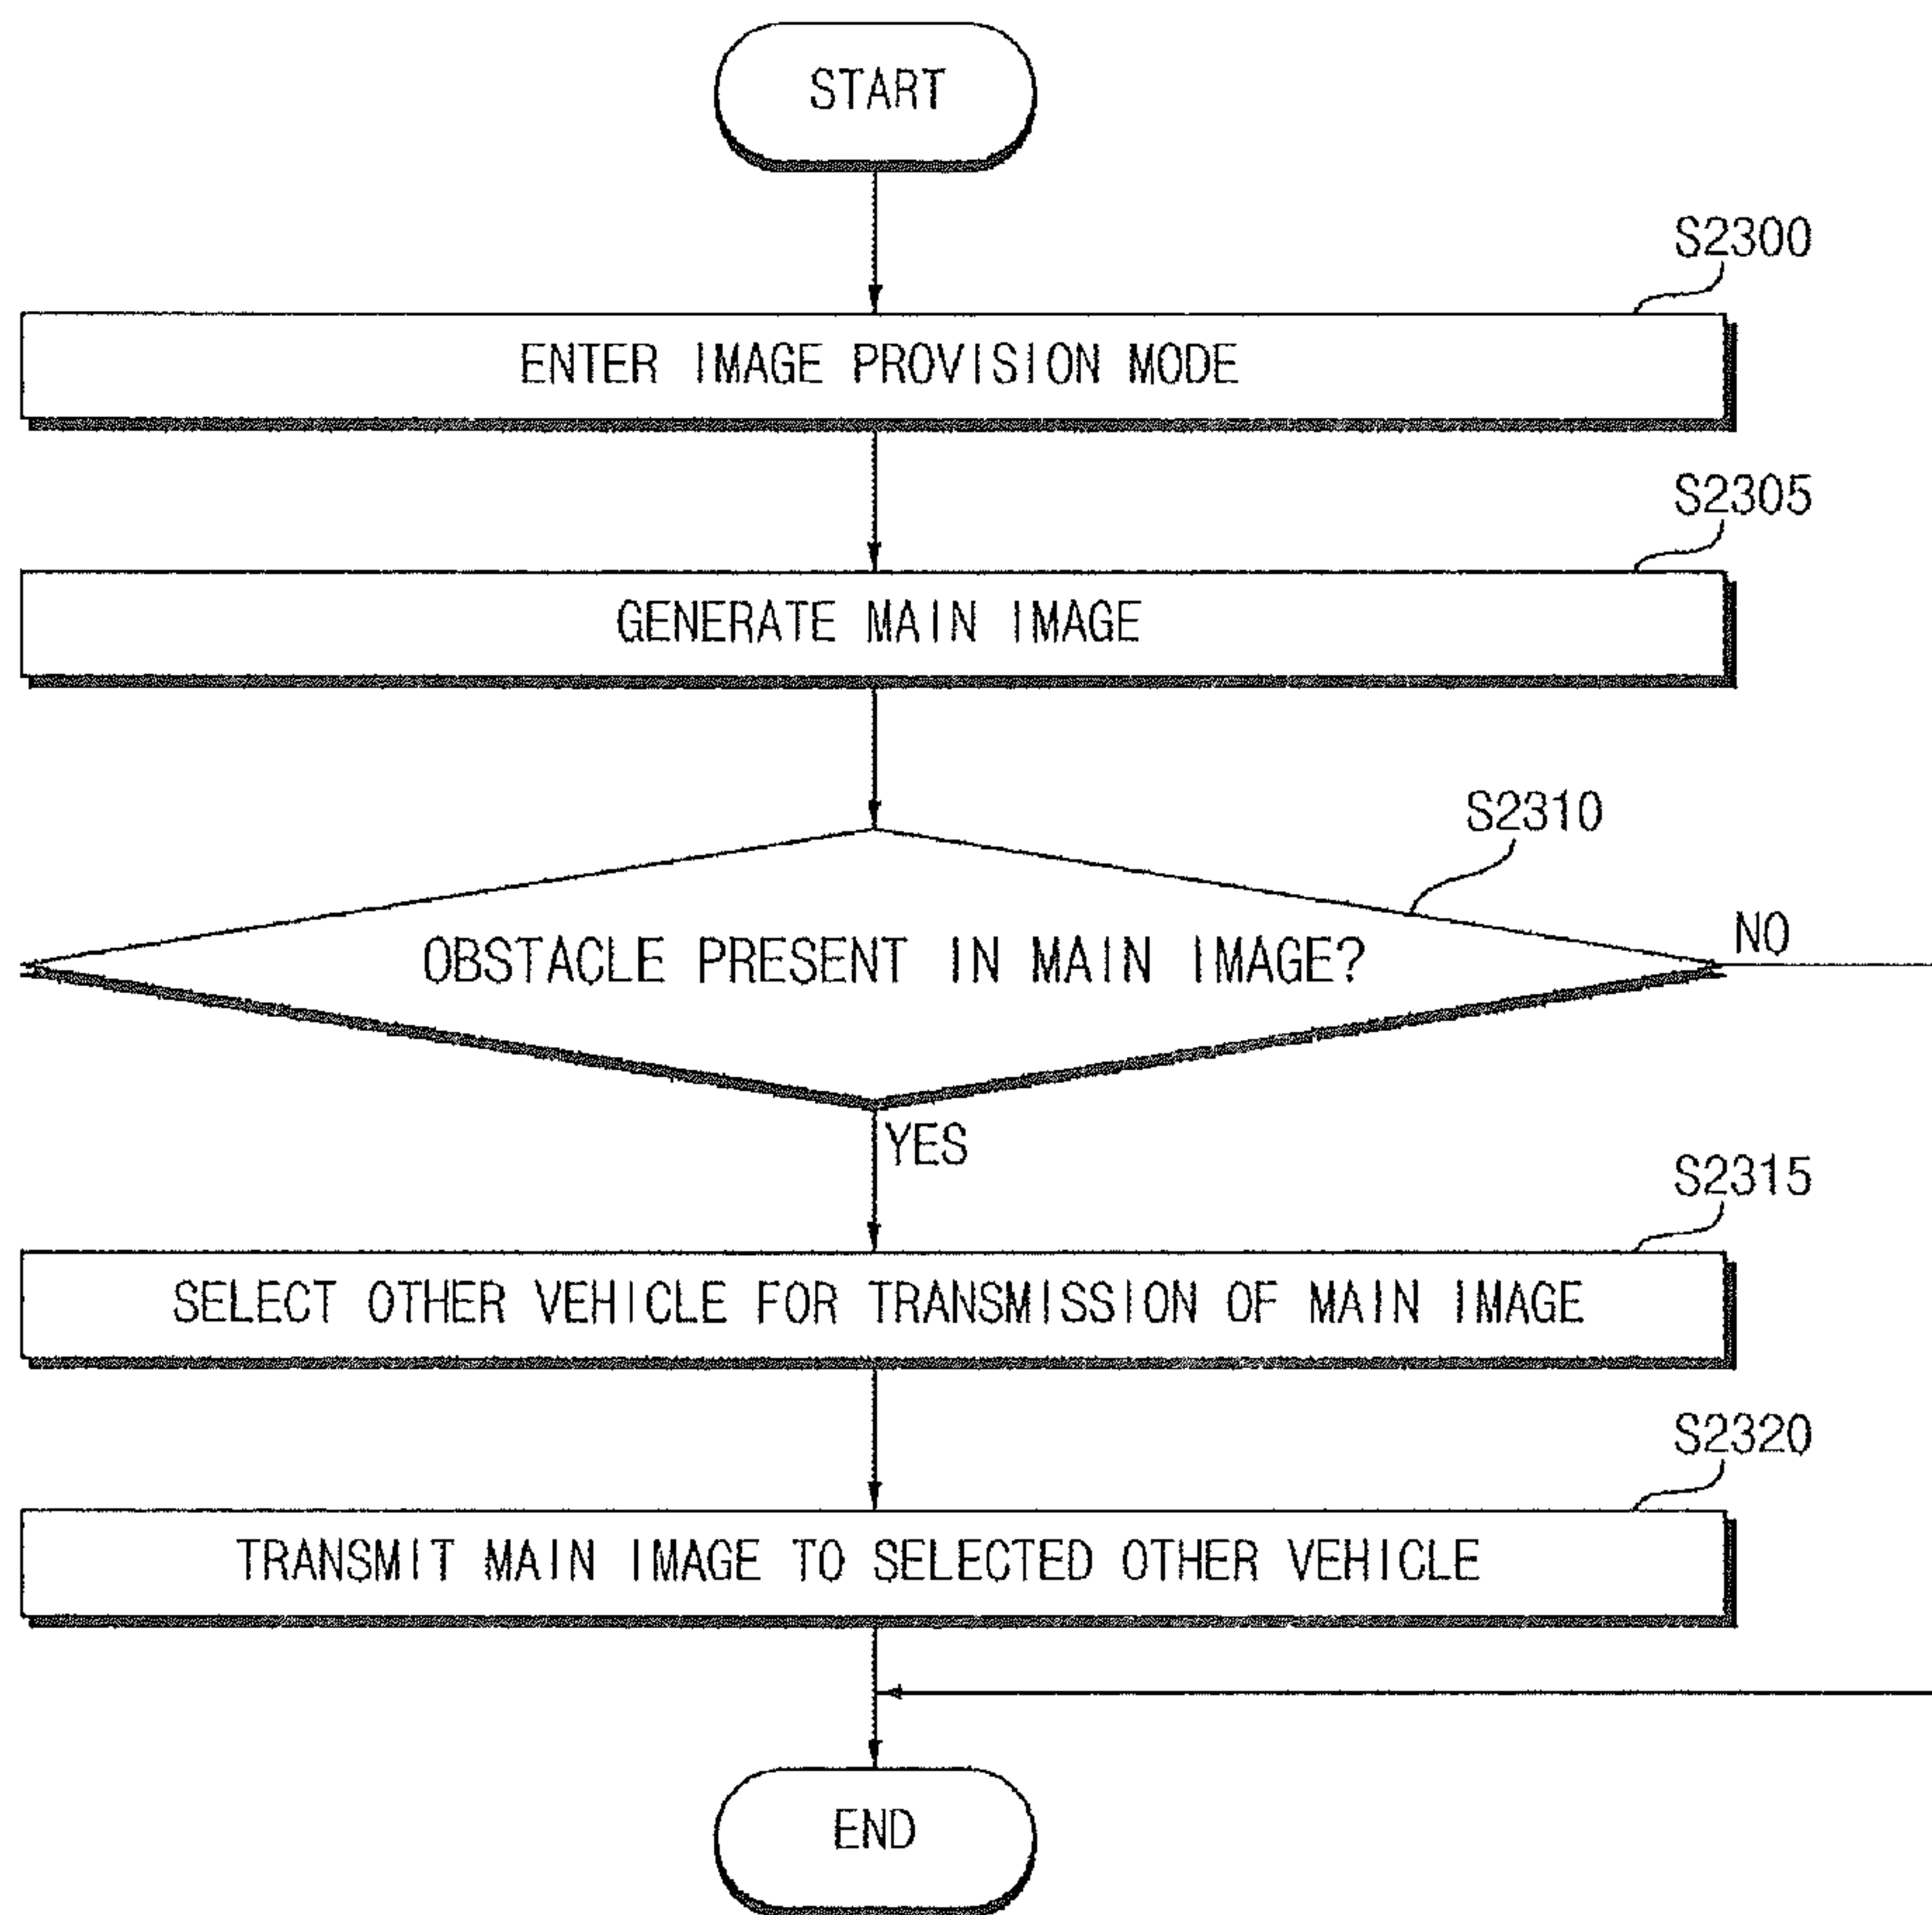 START
S2300
ENTER IMAGE PROVISION MODE
S2305
GENERATE MAIN IMAGE
S2310
OBSTACLE PRESENT IN MAIN IMAGE?
NO
YES
S2315
SELECT OTHER VEHICLE FOR TRANSMISSION OF MAIN IMAGE
S2320
TRANSMIT MAIN IMAGE TO SELECTED OTHER VEHICLE
END